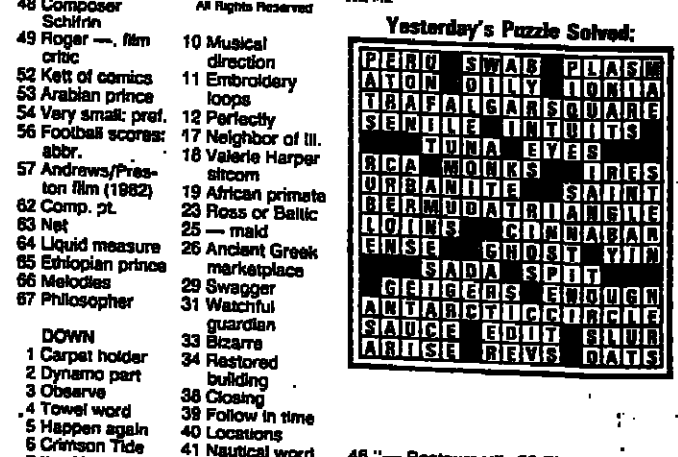 48 Composer
Schifrin
49 Roger —, film
critic
52 Kett of comics
53 Arabian prince
54 Very small: pref.
56 Football scores:
abbr.
57 Andrews/Pres-
ton film (1982)
62 Comp. pt.
63 Net
64 Liquid measure
65 Ethiopian prince
66 Melodies
67 Philosopher
DOWN
1 Carpet holder
2 Dynamo part
3 Observe
4 Towel word
5 Happen again
6 Crimson Tide
All Rights Reserved
10 Musical
direction
11 Embroidery
loops
12 Perfectly
17 Neighbor of Ill.
18 Valerie Harper
sitcom
19 African primate
23 Ross or Baltic
25 — maid
26 Ancient Greek
marketplace
29 Swagger
31 Watchful
guardian
33 Bizarre
34 Restored
building
38 Closing
39 Follow in time
40 Locations
41 Nautical word
Yesterday's Puzzle Solved:
PERU SWAB PLASM
ATON OILY IONIA
TRAFALGARSQUARE
SENILE INTUITS
TUNA EYES
RCA MONKS IRES
URBANITE SAINT
BERMUDATRIANGLE
LOINS CINNABAR
ENSE GHOST YIN
SADA SPIT
GEIGERS ENOUGH
ANTARCTICCIRCLE
SAUCE EDIT SLUR
ARISE REVS OATS